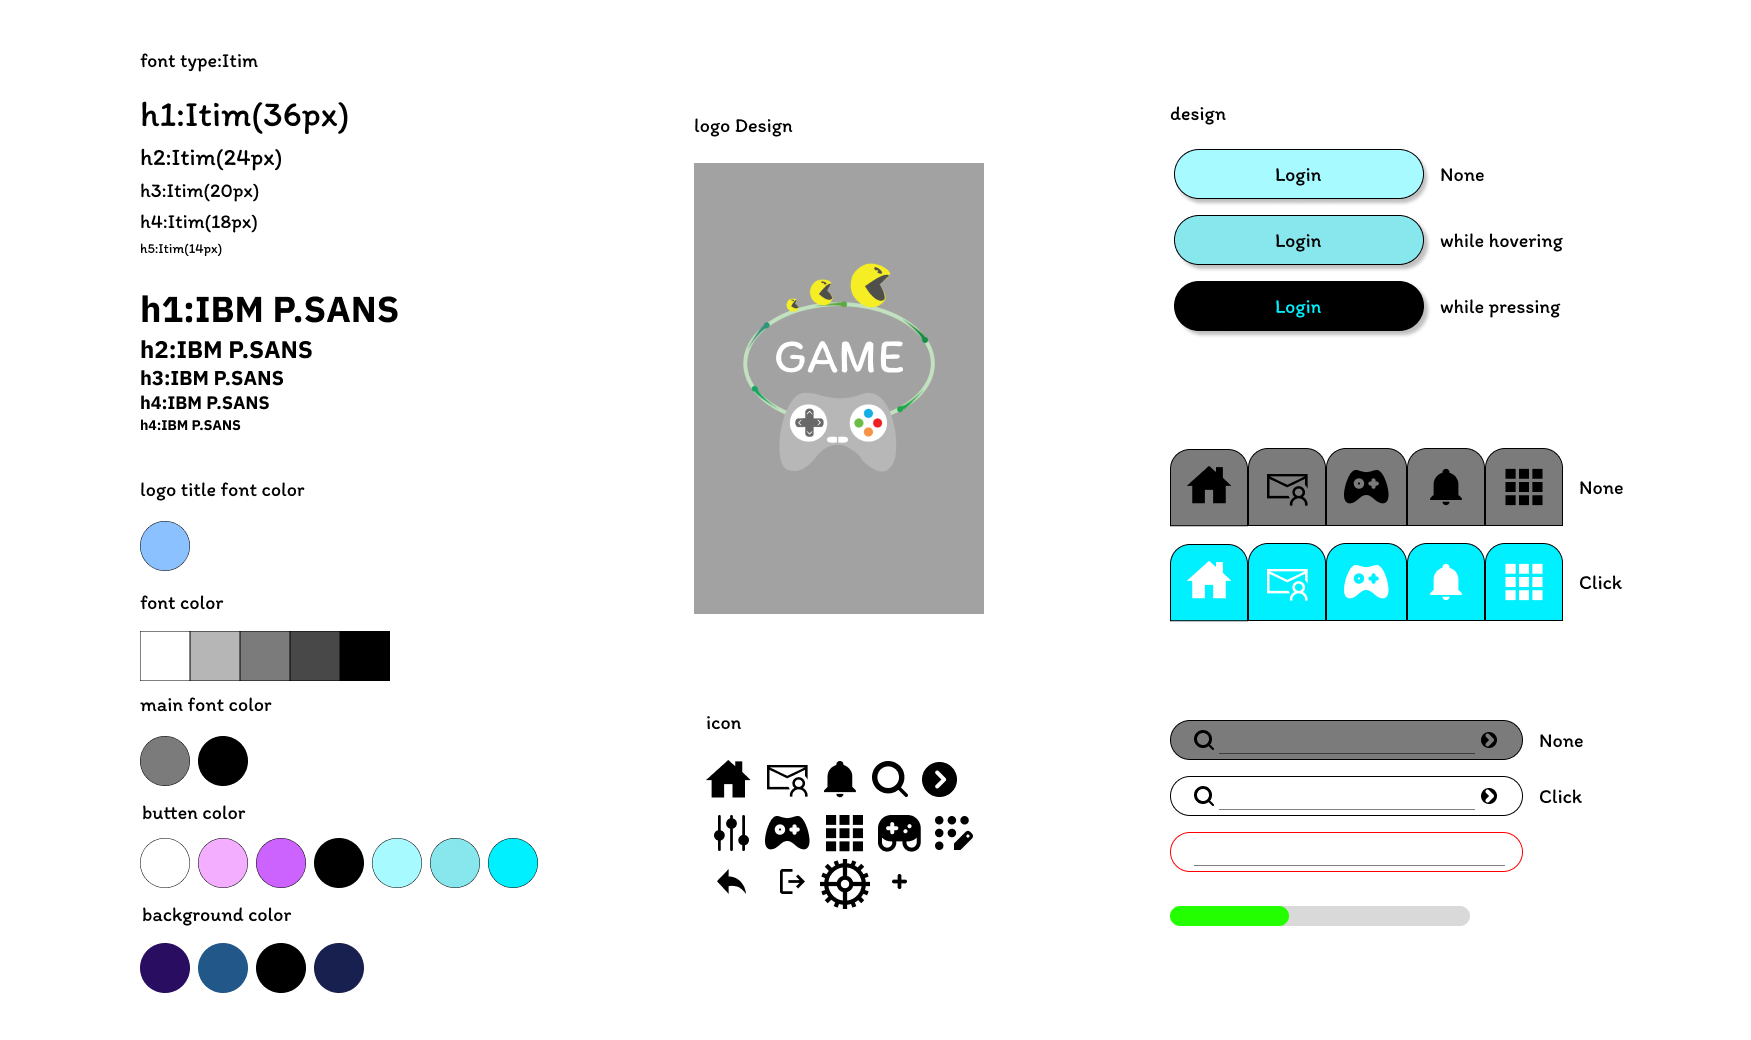 font type:Itim
h1:Itim(36px)
h2:Itim(24px)
h3:Itim(20px)
h4:Itim(18px)
h5:Itim(14px)
h1:IBM P.SANS
h2:IBM P.SANS
h3:IBM P.SANS
h4:IBM P.SANS
h4:IBM P.SANS
logo title font color
font color
main font color
butten color
background color
logo Design
GAME
icon
design
Login
None
Login
while hovering
Login
while pressing
None
Click
None
Click